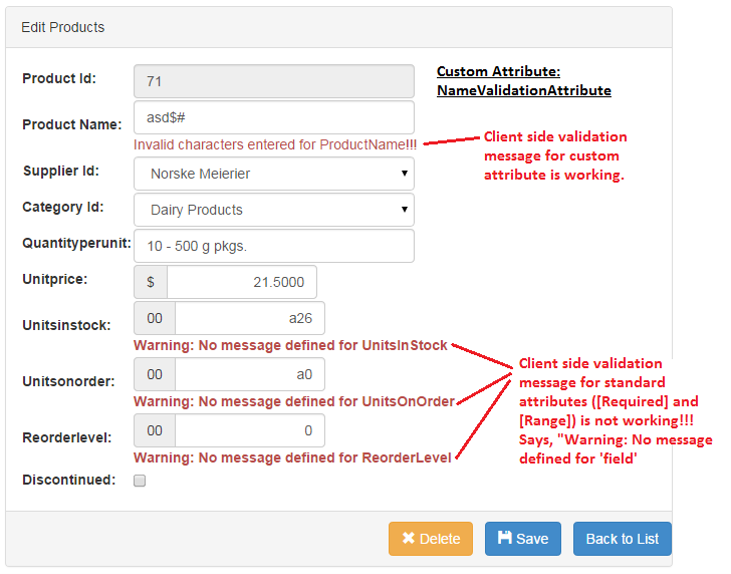 Edit Products
Product Id:
71
Custom Attribute:
NameValidationAttribute
Product Name:
asd$#
Invalid characters entered for ProductName!!!
Client side validation
message for custom
attribute is working.
Supplier Id:
Norske Meierier
Category Id:
Dairy Products
Quantityperunit:
10 - 500 g pkgs.
Unitprice:
$
21.5000
Unitsinstock:
00
a26
Warning: No message defined for UnitsInStock
Unitsonorder:
00
a0
Warning: No message defined for UnitsOnOrder
Reorderlevel:
00
0
Warning: No message defined for ReorderLevel
Client side validation
message for standard
attributes ([Required] and
[Range]) is not working!!!
Says, "Warning: No message
defined for 'field'
Discontinued:
Delete
Save
Back to List